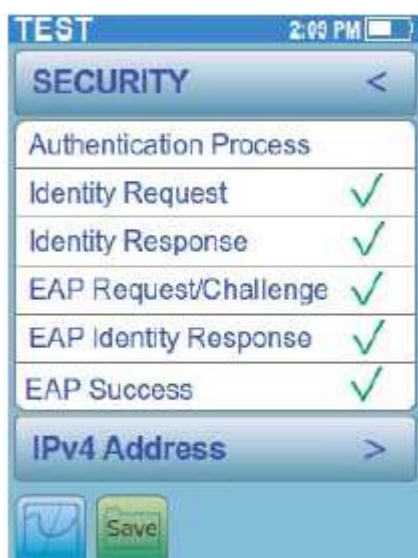 TEST 2:09 PM
SECURITY <
Authentication Process
Identity Request
Identity Response
EAP Request/Challenge
EAP Identity Response
EAP Success
IPv4 Address >
Save